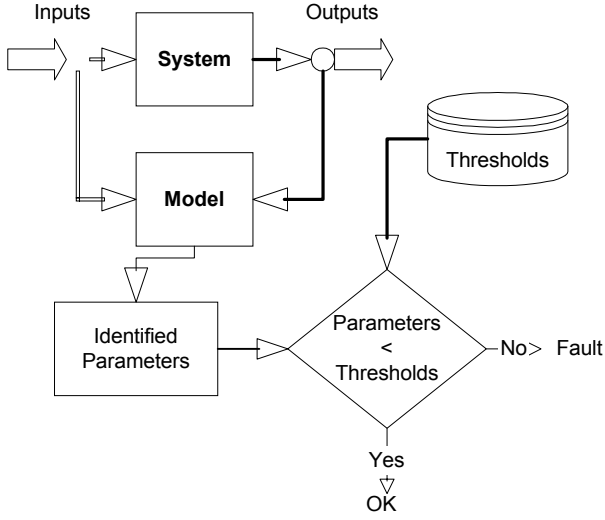 Inputs
Outputs
System
Thresholds
Model
Identified
Parameters
Parameters
<
Thresholds
No> Fault
Yes
OK